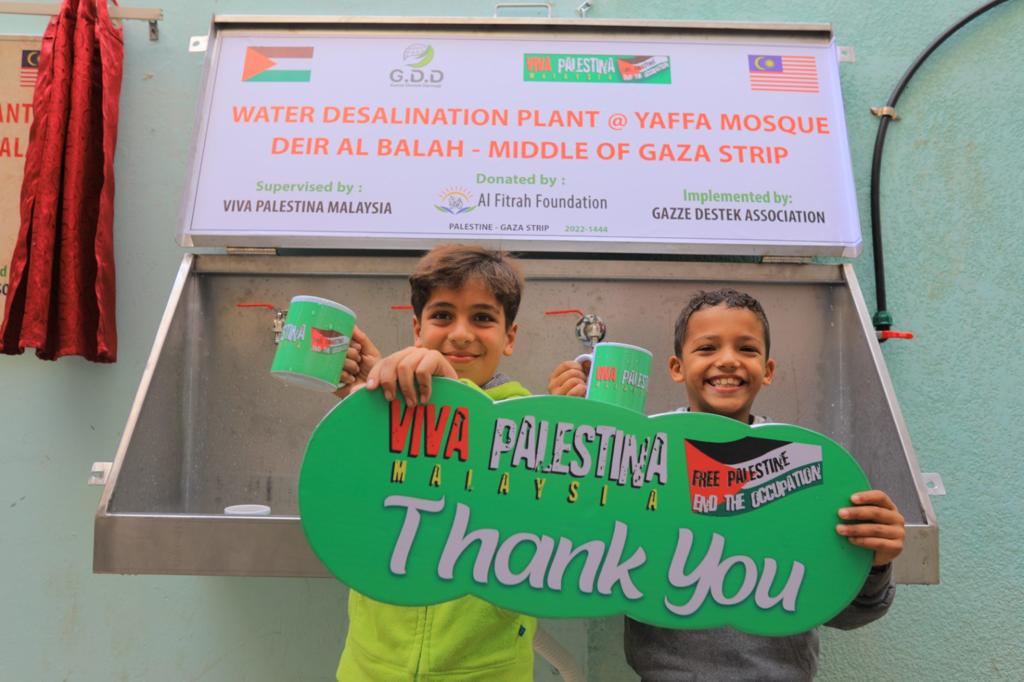 G.D.D
VIVA PALESTINA
MALAYSIA
WATER DESALINATION PLANT @ YAFFA MOSQUE
DEIR AL BALAH - MIDDLE OF GAZA STRIP
Supervised by :
VIVA PALESTINA MALAYSIA
Donated by :
Al Fitrah Foundation
Implemented by:
GAZZE DESTEK ASSOCIATION
PALESTINE - GAZA STRIP 2022-1444
VIVA PALESTINA
MALAYSIA
FREE PALESTINE
END THE OCCUPATION
Thank You